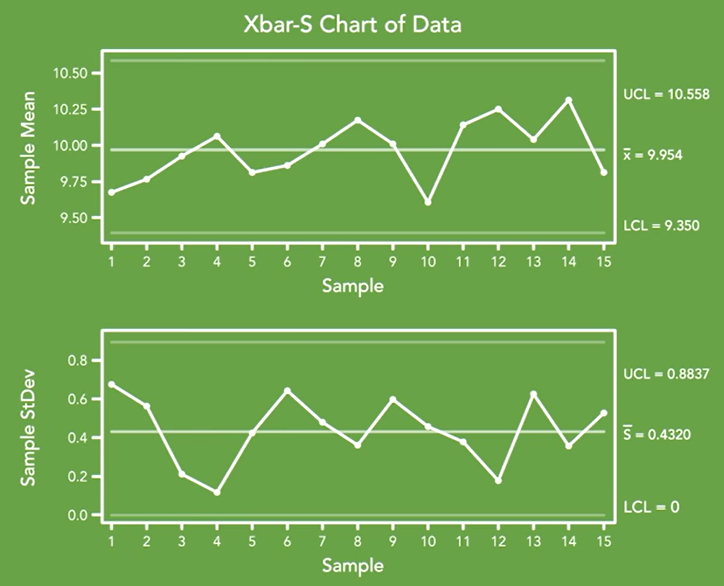 Xbar-S Chart of Data
Sample Mean
10.50
10.25
10.00
9.75
9.50
UCL = 10.558
x̄ = 9.954
LCL = 9.350
1 2 3 4 5 6 7 8 9 10 11 12 13 14 15
Sample
Sample StDev
0.8
0.6
0.4
0.2
0.0
UCL = 0.8837
S̄ = 0.4320
LCL = 0
1 2 3 4 5 6 7 8 9 10 11 12 13 14 15
Sample